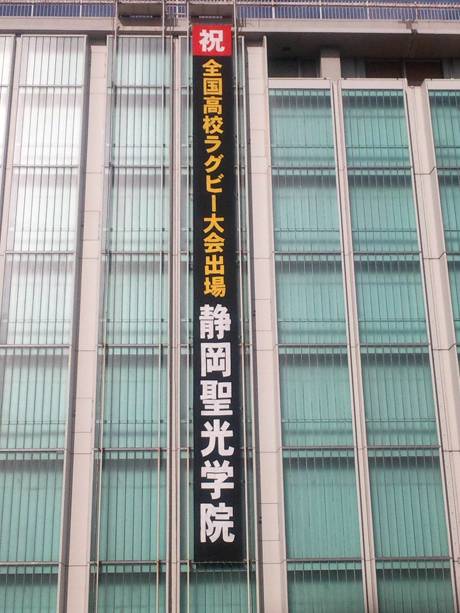 祝
全国高校ラグビー大会出場
静岡聖光学院